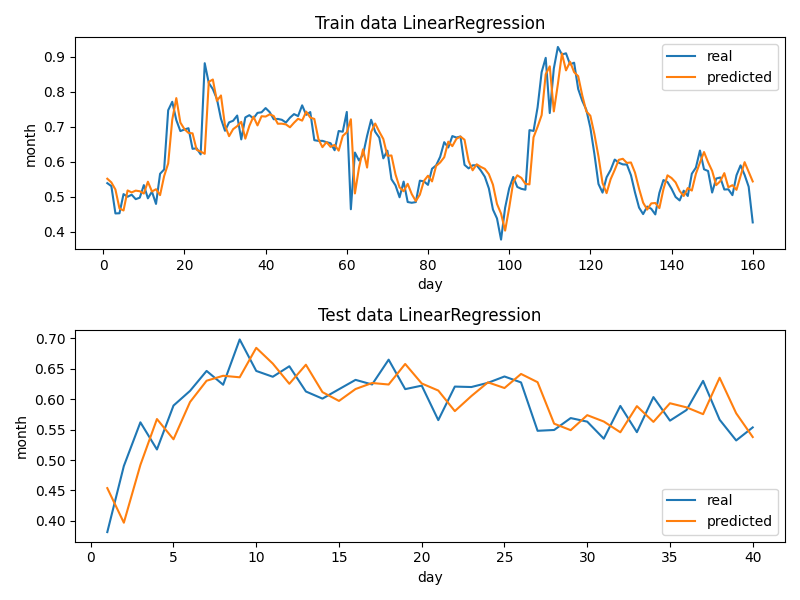 Train data LinearRegression
real
predicted
0.9
0.8
0.7
0.6
0.5
0.4
month
0 20 40 60 80 100 120 140 160
day
Test data LinearRegression
0.70
0.65
0.60
0.55
0.50
0.45
0.40
month
real
predicted
0 5 10 15 20 25 30 35 40
day